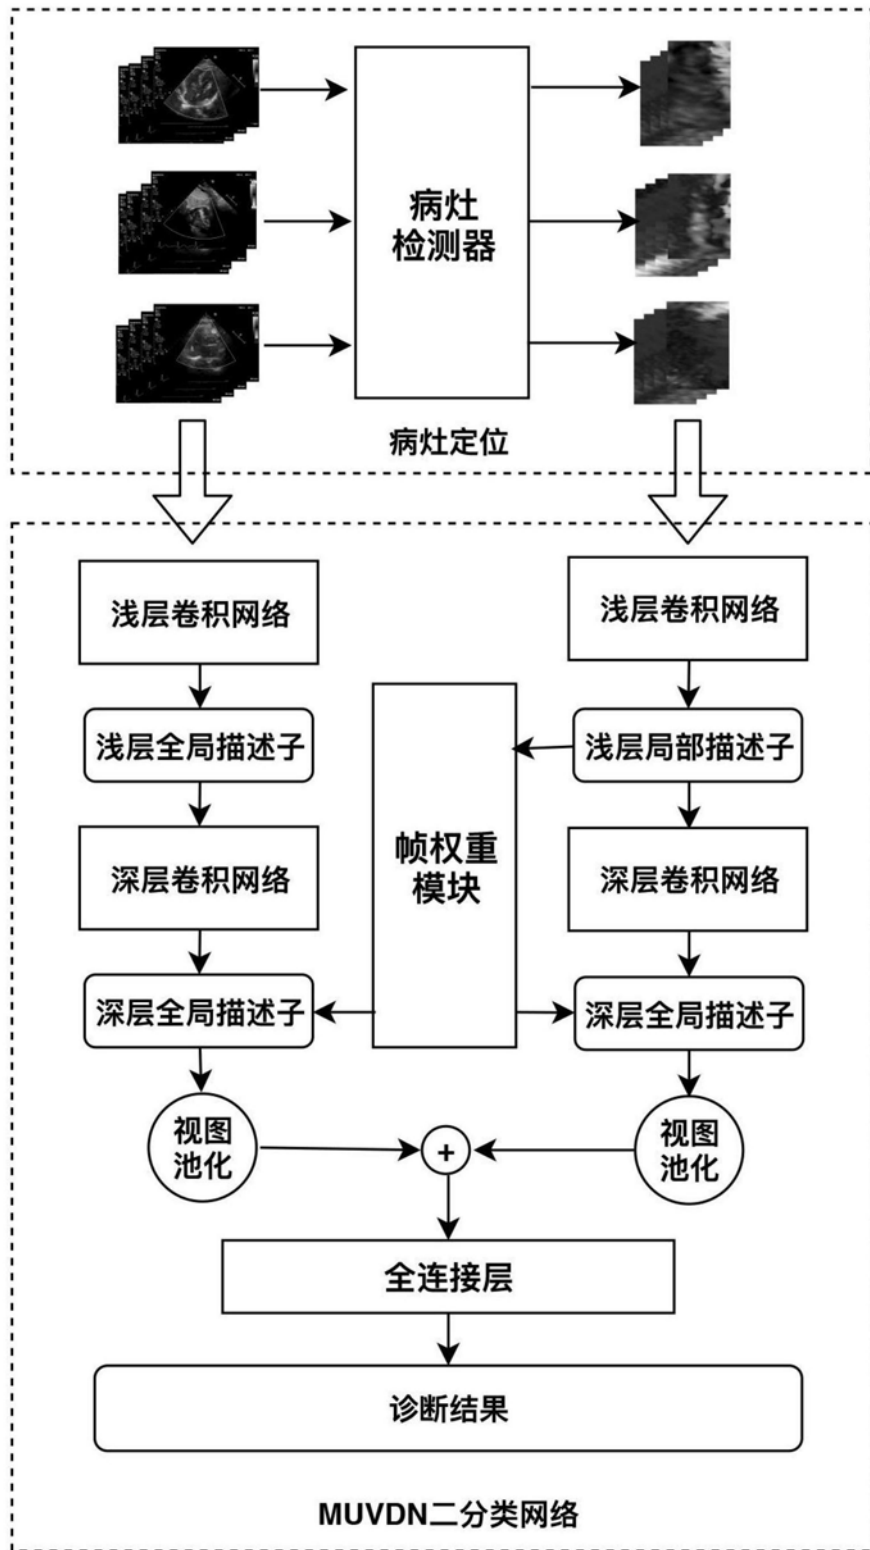 病灶
检测器
病灶定位
浅层卷积网络
浅层卷积网络
浅层全局描述子
浅层局部描述子
帧权重
模块
深层卷积网络
深层卷积网络
深层全局描述子
深层全局描述子
视图
池化
+
视图
池化
全连接层
诊断结果
MUVDN二分类网络